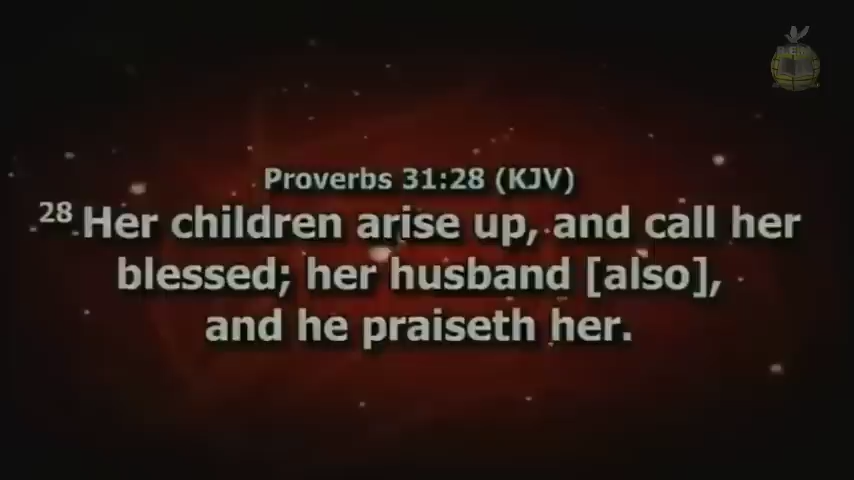 Proverbs 31:28 (KJV)
28 Her children arise up, and call her
blessed; her husband [also],
and he praiseth her.